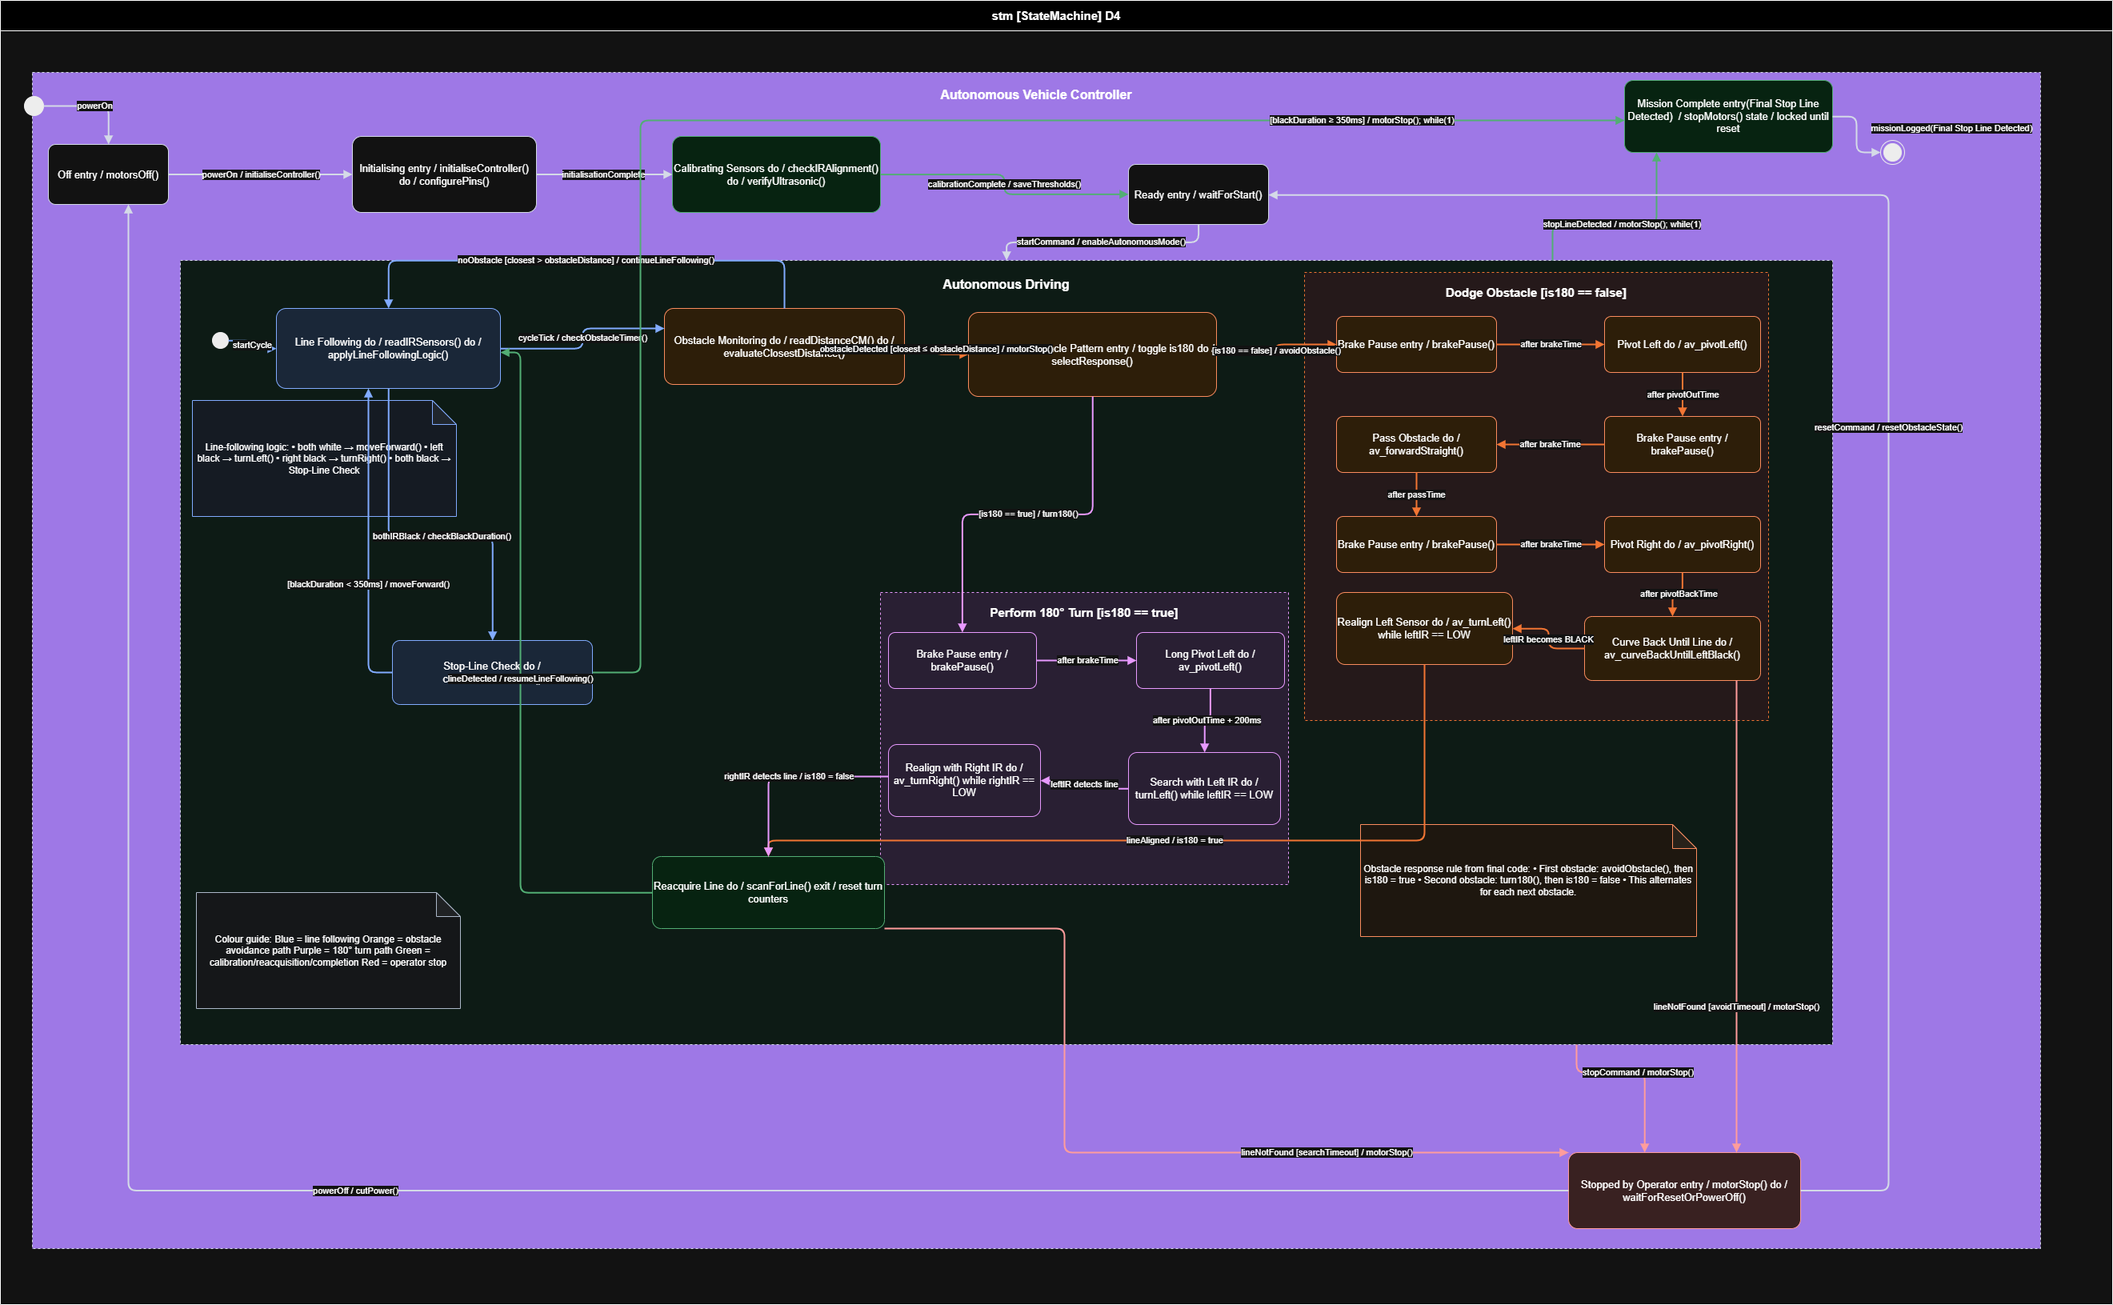 stm [StateMachine] D4
Autonomous Vehicle Controller
powerOn
Off entry / motorsOff()
powerOn / initialiseController()
Initialising entry / initialiseController()
do / configurePins()
initialisationComplete
Calibrating Sensors do / checkIRAlignment()
do / verifyUltrasonic()
calibrationComplete / saveThresholds()
Ready entry / waitForStart()
startCommand / enableAutonomousMode()
[blackDuration ≥ 350ms] / motorStop(); while(1)
Mission Complete entry(Final Stop Line
Detected)  / stopMotors() state / locked until
reset
missionLogged(Final Stop Line Detected)
stopLineDetected / motorStop(); while(1)
noObstacle [closest > obstacleDistance] / continueLineFollowing()
Autonomous Driving
startCycle
Line Following do / readIRSensors() do /
applyLineFollowingLogic()
cycleTick / checkObstacleTimer()
Obstacle Monitoring do / readDistanceCM() do /
evaluateClosestDistance()
obstacleDetected [closest ≤ obstacleDistance] / motorStop()
cle Pattern entry / toggle is180 do
selectResponse()
[is180 == false] / avoidObstacle()
Dodge Obstacle [is180 == false]
Brake Pause entry / brakePause()
after brakeTime
Pivot Left do / av_pivotLeft()
after pivotOutTime
Pass Obstacle do /
av_forwardStraight()
after brakeTime
Brake Pause entry /
brakePause()
after passTime
Brake Pause entry / brakePause()
after brakeTime
Pivot Right do / av_pivotRight()
after pivotBackTime
Realign Left Sensor do / av_turnLeft()
while leftIR == LOW
leftIR becomes BLACK
Curve Back Until Line do /
av_curveBackUntilLeftBlack()
resetCommand / resetObstacleState()
Line-following logic: • both white → moveForward() • left
black → turnLeft() • right black → turnRight() • both black →
Stop-Line Check
bothIRBlack / checkBlackDuration()
[blackDuration < 350ms] / moveForward()
[is180 == true] / turn180()
Stop-Line Check do /
lineDetected / resumeLineFollowing()
Perform 180° Turn [is180 == true]
Brake Pause entry /
brakePause()
after brakeTime
Long Pivot Left do /
av_pivotLeft()
after pivotOutTime + 200ms
Realign with Right IR do /
av_turnRight() while rightIR ==
LOW
leftIR detects line
Search with Left IR do /
turnLeft() while leftIR == LOW
rightIR detects line / is180 = false
lineAligned / is180 = true
Reacquire Line do / scanForLine() exit / reset turn
counters
Obstacle response rule from final code: • First obstacle: avoidObstacle(), then
is180 = true • Second obstacle: turn180(), then is180 = false • This alternates
for each next obstacle.
Colour guide: Blue = line following Orange = obstacle
avoidance path Purple = 180° turn path Green =
calibration/reacquisition/completion Red = operator stop
lineNotFound [avoidTimeout] / motorStop()
stopCommand / motorStop()
lineNotFound [searchTimeout] / motorStop()
powerOff / cutPower()
Stopped by Operator entry / motorStop() do /
waitForResetOrPowerOff()